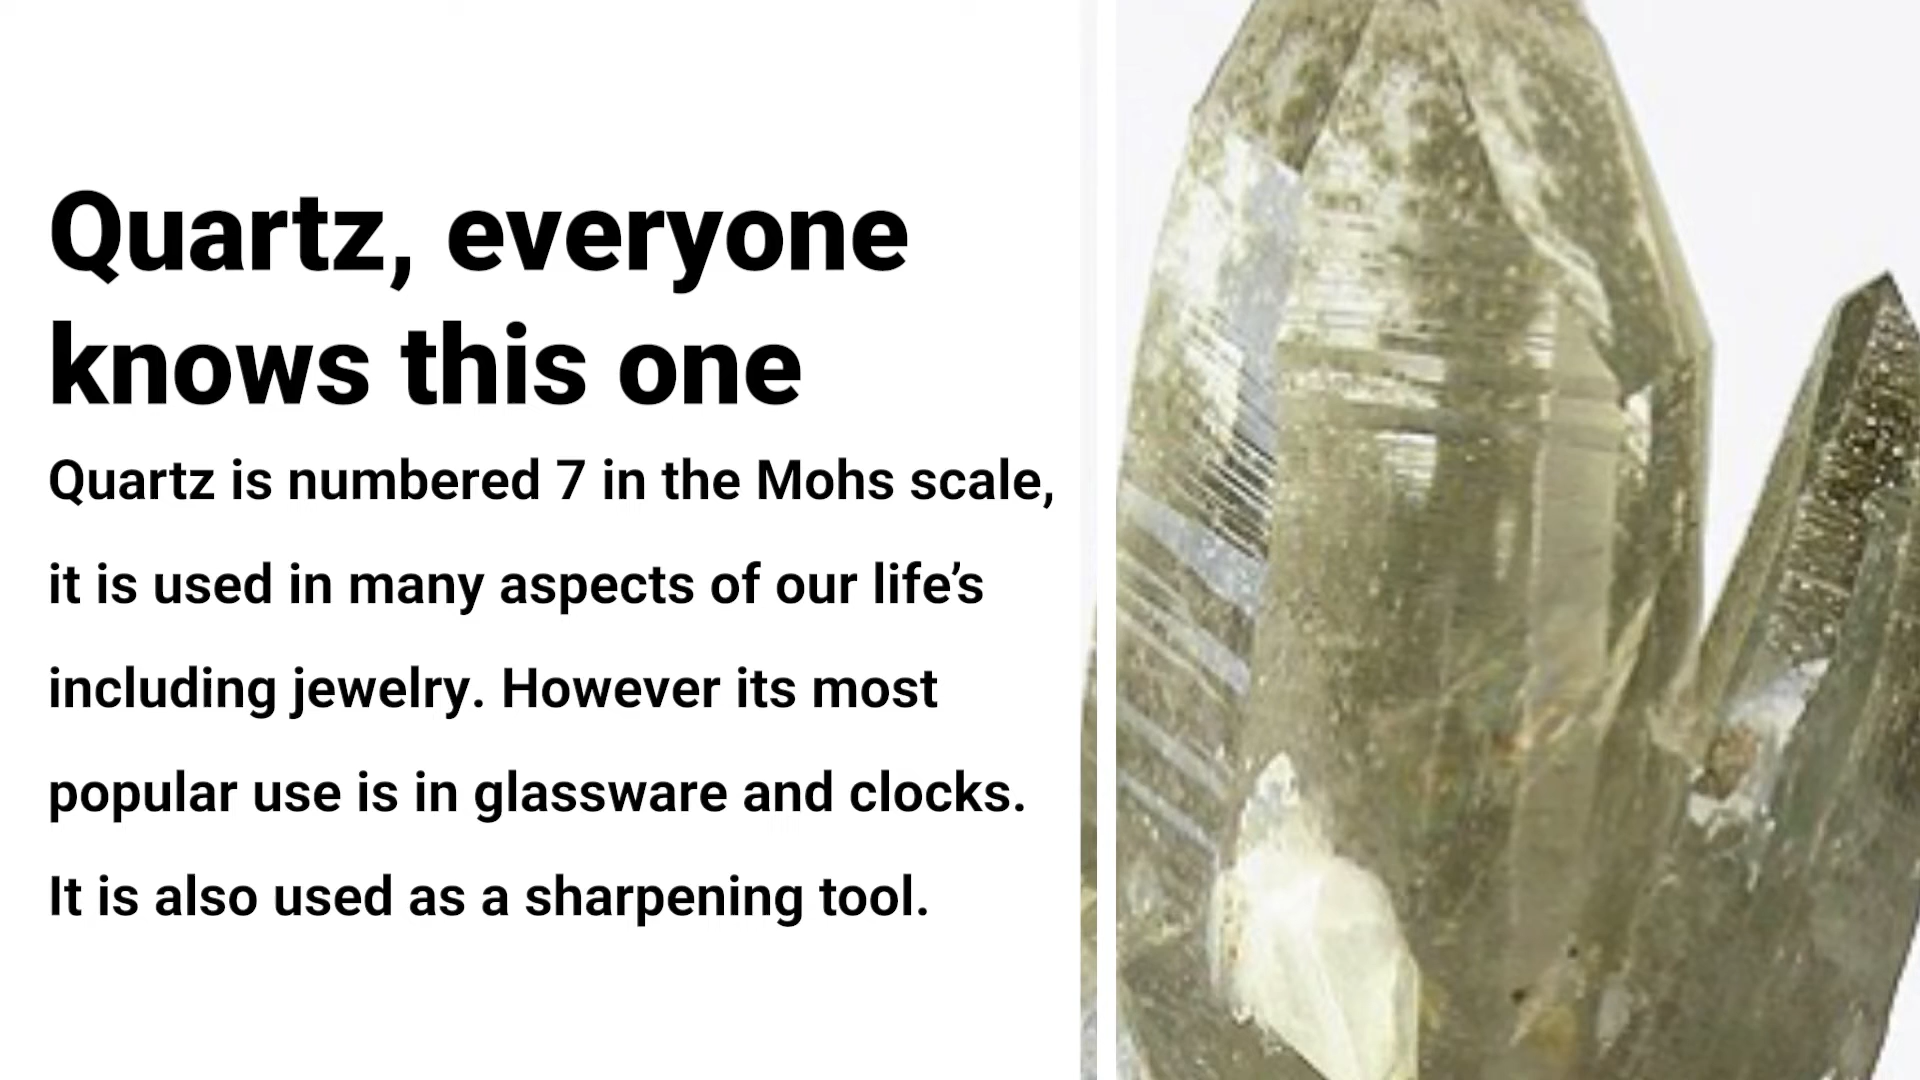 Quartz, everyone
knows this one
Quartz is numbered 7 in the Mohs scale,
it is used in many aspects of our life’s
including jewelry. However its most
popular use is in glassware and clocks.
It is also used as a sharpening tool.